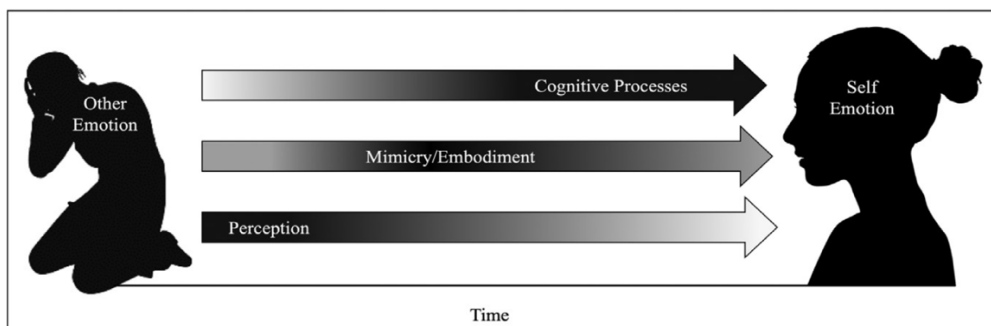 Other
Emotion
Cognitive Processes
Mimicry/Embodiment
Perception
Self
Emotion
Time